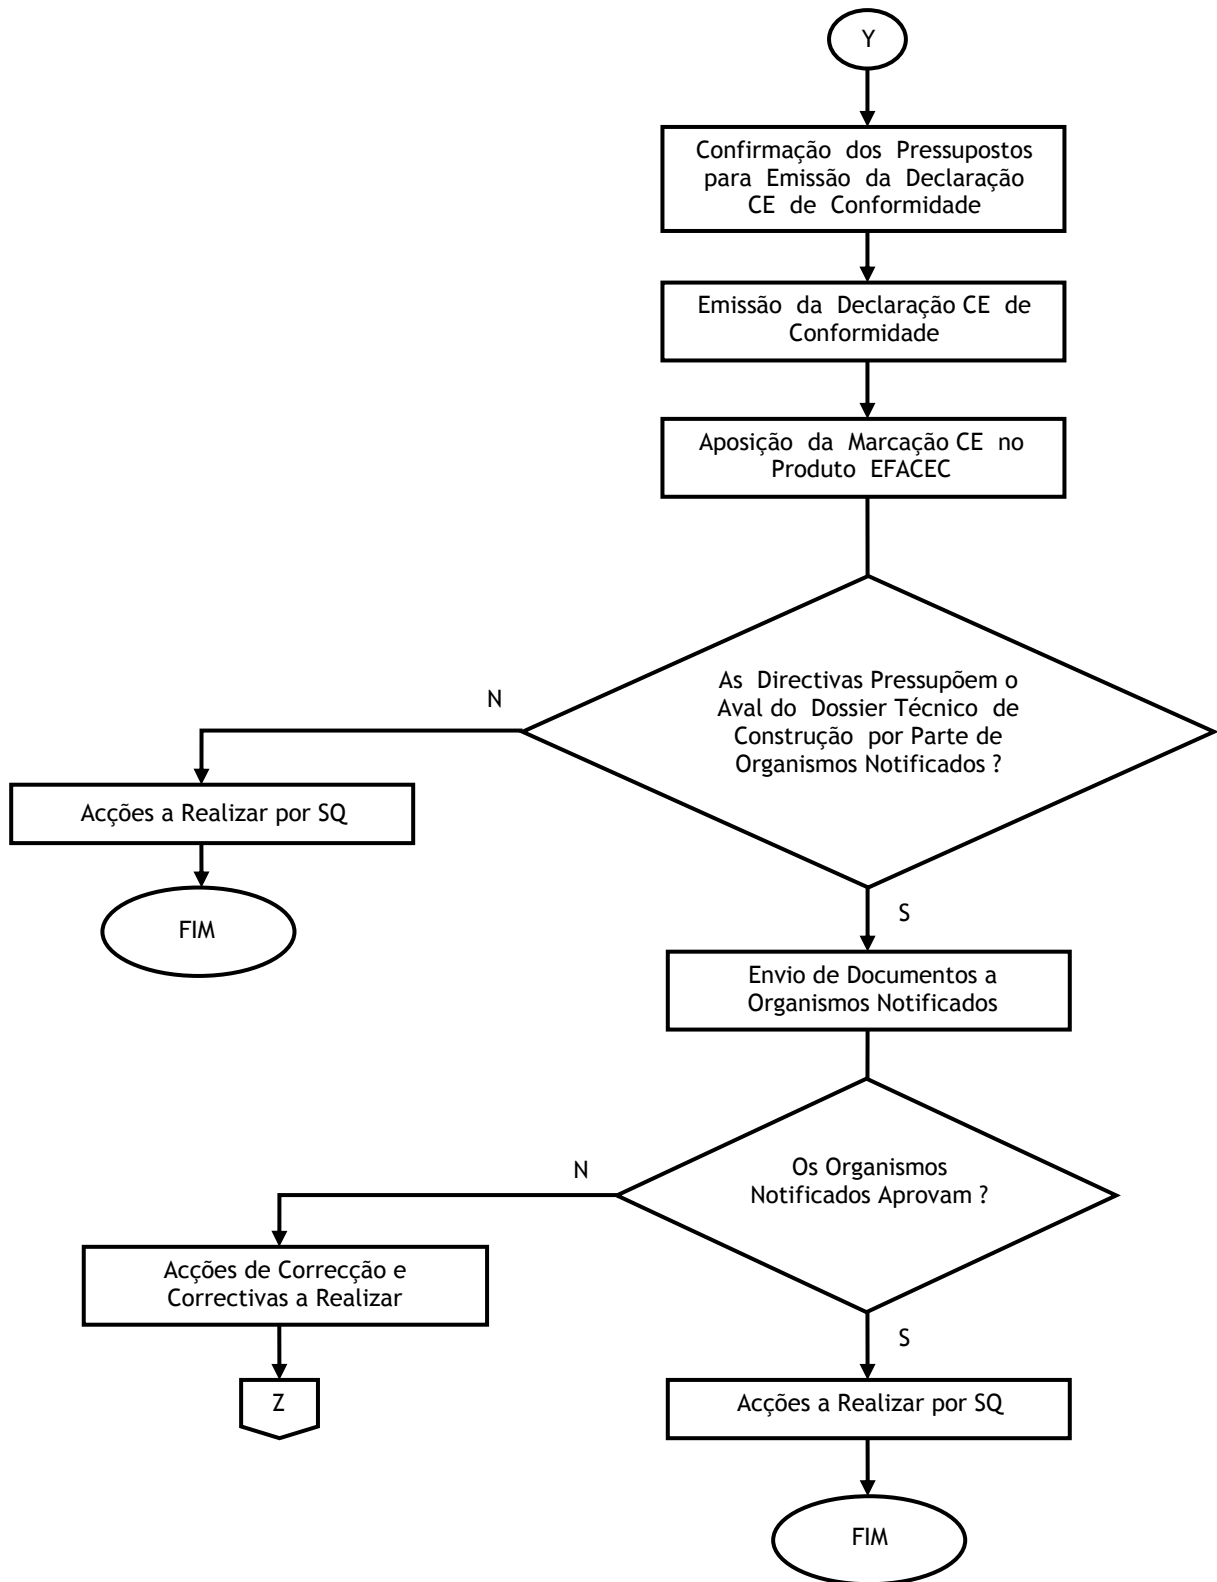 Y
Confirmação dos Pressupostos
para Emissão da Declaração
CE de Conformidade
Emissão da Declaração CE de
Conformidade
Aposição da Marcação CE no
Produto EFACEC
As Directivas Pressupõem o
Aval do Dossier Técnico de
Construção por Parte de
Organismos Notificados ?
N
Acções a Realizar por SQ
FIM
S
Envio de Documentos a
Organismos Notificados
Os Organismos
Notificados Aprovam ?
N
Acções de Correcção e
Correctivas a Realizar
Z
S
Acções a Realizar por SQ
FIM